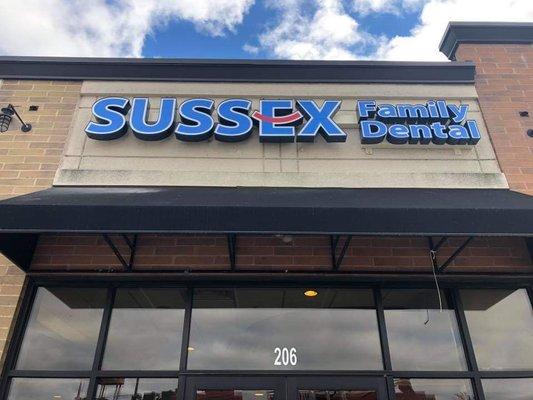 SUSSEX Family
Dental
206